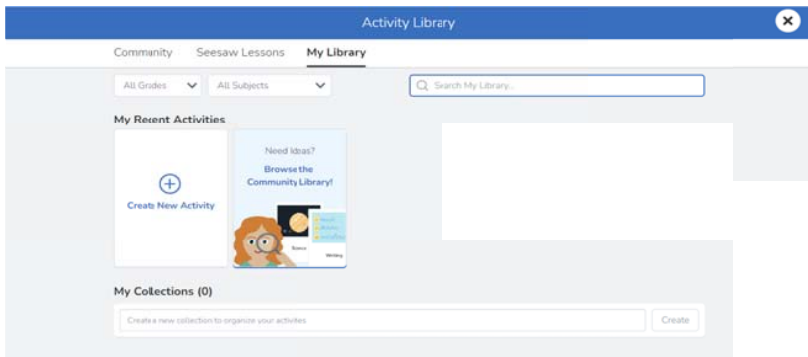 Activity Library
Community Seesaw Lessons My Library
All Grades All Subjects Search My Library..
My Recent Activities
Create New Activity
Need Ideas?
Browse the
Community Library!
Science
Writing
My Collections (0)
Create a new collection to organize your activities Create